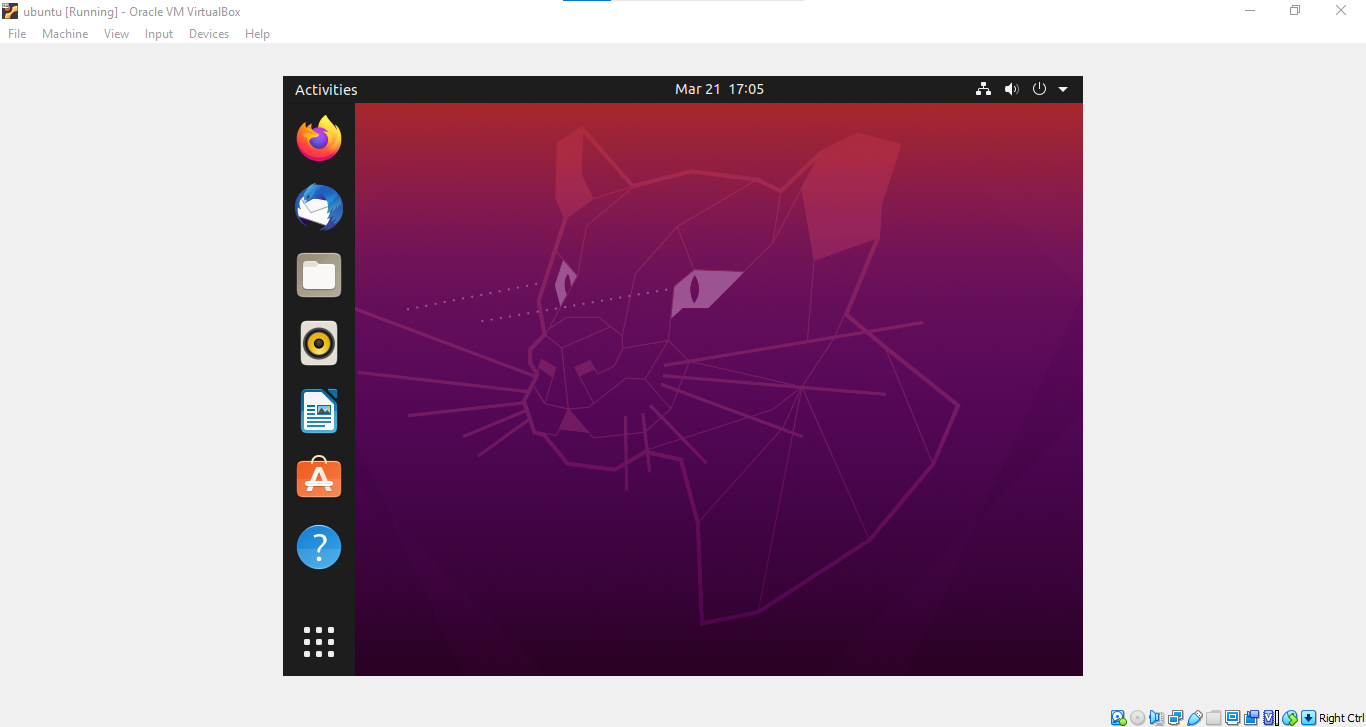 ubuntu [Running] - Oracle VM VirtualBox
File Machine View Input Devices Help
Activities Mar 21 17:05
?
Right Ctrl